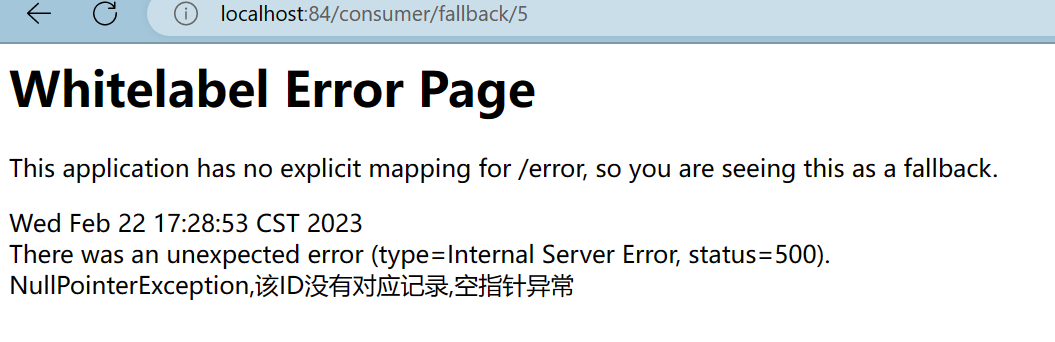 localhost:84/consumer/fallback/5
Whitelabel Error Page
This application has no explicit mapping for /error, so you are seeing this as a fallback.
Wed Feb 22 17:28:53 CST 2023
There was an unexpected error (type=Internal Server Error, status=500).
NullPointerException,该ID没有对应记录,空指针异常